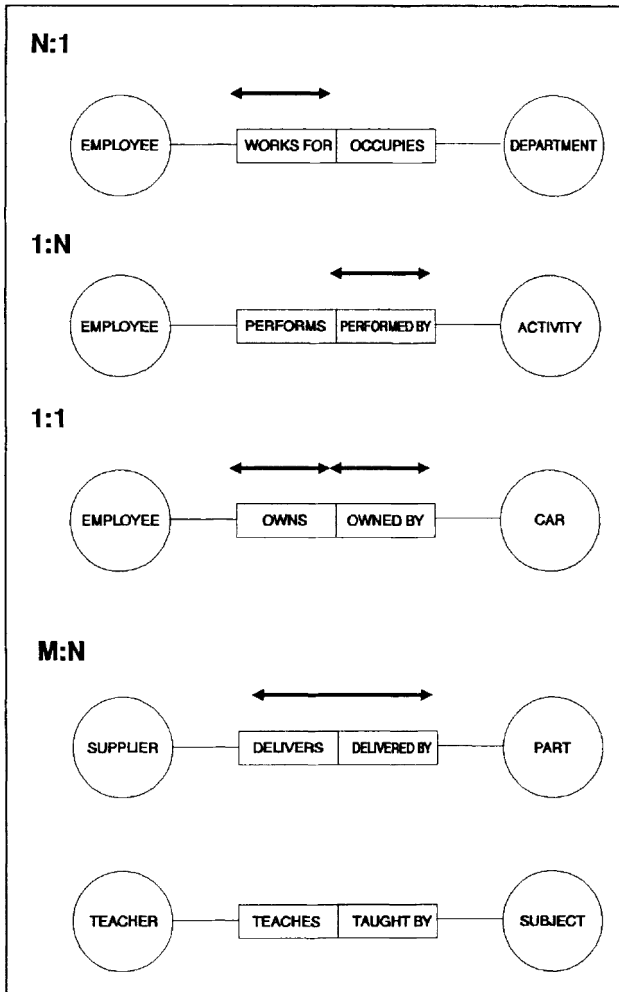 N:1
EMPLOYEE WORKS FOR OCCUPIES DEPARTMENT
1:N
EMPLOYEE PERFORMS PERFORMED BY ACTIVITY
1:1
EMPLOYEE OWNS OWNED BY CAR
M:N
SUPPLIER DELIVERS DELIVERED BY PART
TEACHER TEACHES TAUGHT BY SUBJECT